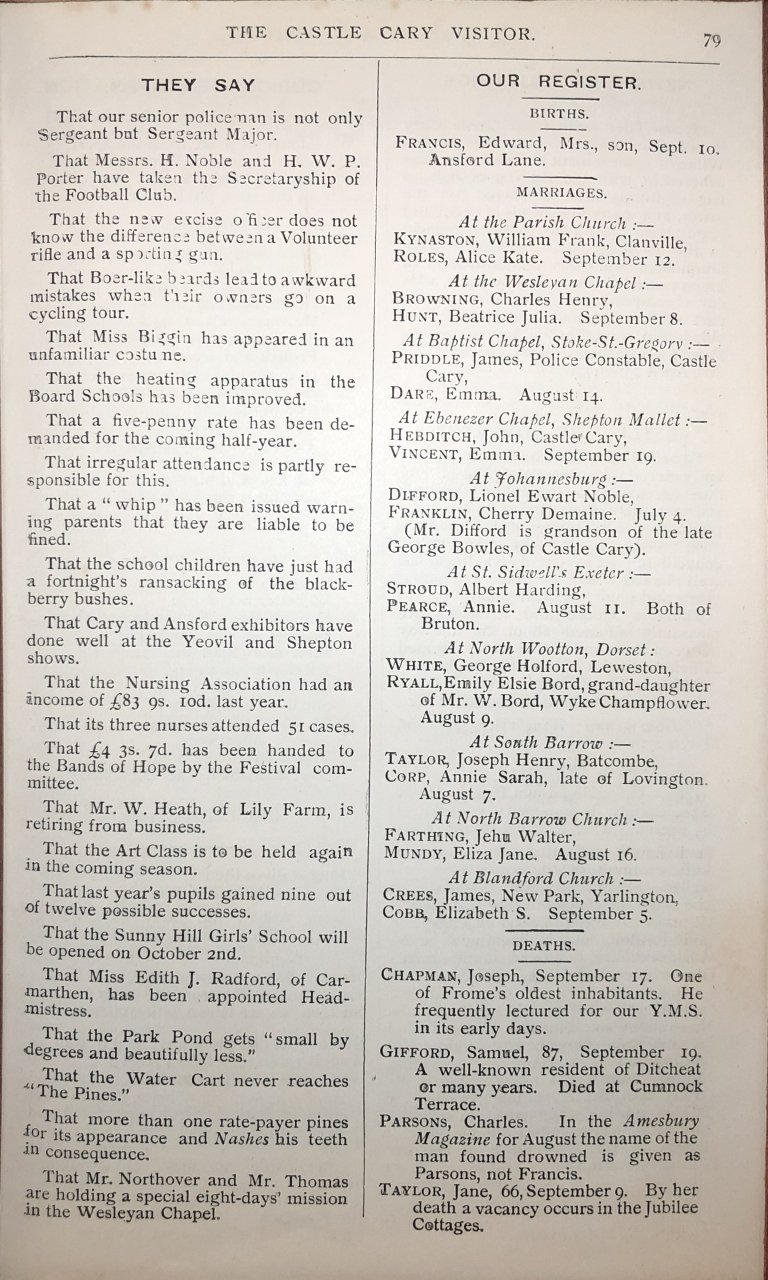 THE CASTLE CARY VISITOR.
79
THEY SAY
That our senior policeman is not only
Sergeant but Sergeant Major.
That Messrs. H. Noble and H. W. P.
Porter have taken the Secretaryship of
the Football Club.
That the new excise officer does not
know the difference between a Volunteer
rifle and a sporting gun.
That Boer-like beards lead to awkward
mistakes when their owners go on a
cycling tour.
That Miss Biggin has appeared in an
unfamiliar costume.
That the heating apparatus in the
Board Schools has been improved.
That a five-penny rate has been de-
manded for the coming half-year.
That irregular attendance is partly re-
sponsible for this.
That a "whip" has been issued warn-
ing parents that they are liable to be
fined.
That the school children have just had
a fortnight's ransacking of the black-
berry bushes.
That Cary and Ansford exhibitors have
done well at the Yeovil and Shepton
shows.
That the Nursing Association had an
income of £83 9s. 10d. last year.
That its three nurses attended 51 cases.
That £4 3s. 7d. has been handed to
the Bands of Hope by the Festival com-
mittee.
That Mr. W. Heath, of Lily Farm, is
retiring from business.
That the Art Class is to be held again
in the coming season.
That last year's pupils gained nine out
of twelve possible successes.
That the Sunny Hill Girls' School will
be opened on October 2nd.
That Miss Edith J. Radford, of Car-
marthen, has been appointed Head-
mistress.
That the Park Pond gets "small by
degrees and beautifully less."
That the Water Cart never reaches
"The Pines."
That more than one rate-payer pines
for its appearance and Nashes his teeth
in consequence.
That Mr. Northover and Mr. Thomas
are holding a special eight-days' mission
in the Wesleyan Chapel.
OUR REGISTER.
BIRTHS.
FRANCIS, Edward, Mrs., son, Sept. 10.
Ansford Lane.
MARRIAGES.
At the Parish Church :—
KYNASTON, William Frank, Clanville,
ROLES, Alice Kate. September 12.
At the Wesleyan Chapel :—
BROWNING, Charles Henry,
HUNT, Beatrice Julia. September 8.
At Baptist Chapel, Stoke-St.-Gregory :—
PRIDDLE, James, Police Constable, Castle
Cary,
DARE, Emma. August 14.
At Ebenezer Chapel, Shepton Mallet :—
HEBDITCH, John, Castle Cary,
VINCENT, Emma. September 19.
At Johannesburg :—
DIFFORD, Lionel Ewart Noble,
FRANKLIN, Cherry Demaine. July 4.
(Mr. Difford is grandson of the late
George Bowles, of Castle Cary).
At St. Sidwell's Exeter :—
STROUD, Albert Harding,
PEARCE, Annie. August 11. Both of
Bruton.
At North Wootton, Dorset :
WHITE, George Holford, Leweston,
RYALL, Emily Elsie Bord, grand-daughter
of Mr. W. Bord, Wyke Champflower.
August 9.
At South Barrow :—
TAYLOR, Joseph Henry, Batcombe,
CORP, Annie Sarah, late of Lovington.
August 7.
At North Barrow Church :—
FARTHING, Jehu Walter,
MUNDY, Eliza Jane. August 16.
At Blandford Church :—
CREES, James, New Park, Yarlington,
COBB, Elizabeth S. September 5.
DEATHS.
CHAPMAN, Joseph, September 17. One
of Frome's oldest inhabitants. He
frequently lectured for our Y.M.S.
in its early days.
GIFFORD, Samuel, 87, September 19.
A well-known resident of Ditcheat
or many years. Died at Cumnock
Terrace.
PARSONS, Charles. In the Amesbury
Magazine for August the name of the
man found drowned is given as
Parsons, not Francis.
TAYLOR, Jane, 66, September 9. By her
death a vacancy occurs in the Jubilee
Cottages.